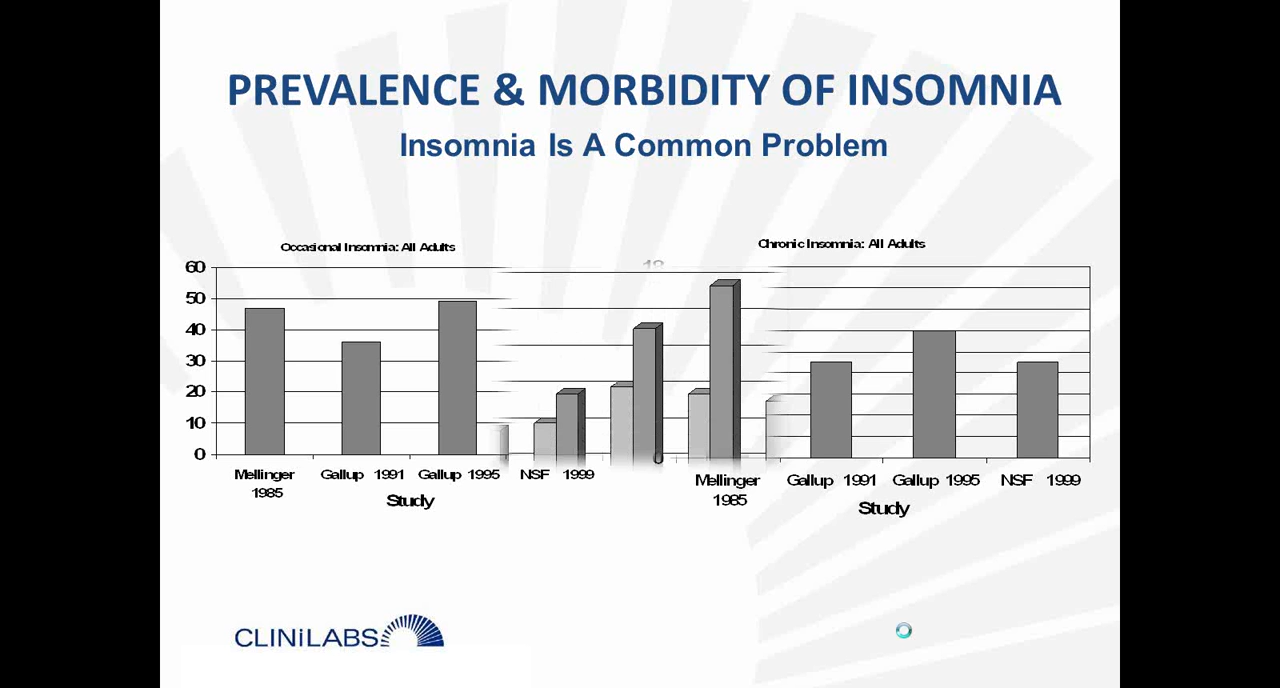 PREVALENCE & MORBIDITY OF INSOMNIA
Insomnia Is A Common Problem
Occasional Insomnia: All Adults
60
50
40
30
20
10
0
Mellinger 1985
Gallup 1991
Gallup 1995
NSF 1999
Study
Chronic Insomnia: All Adults
18
0
Mellinger 1985
Gallup 1991
Gallup 1995
NSF 1999
Study
CLINiLABS